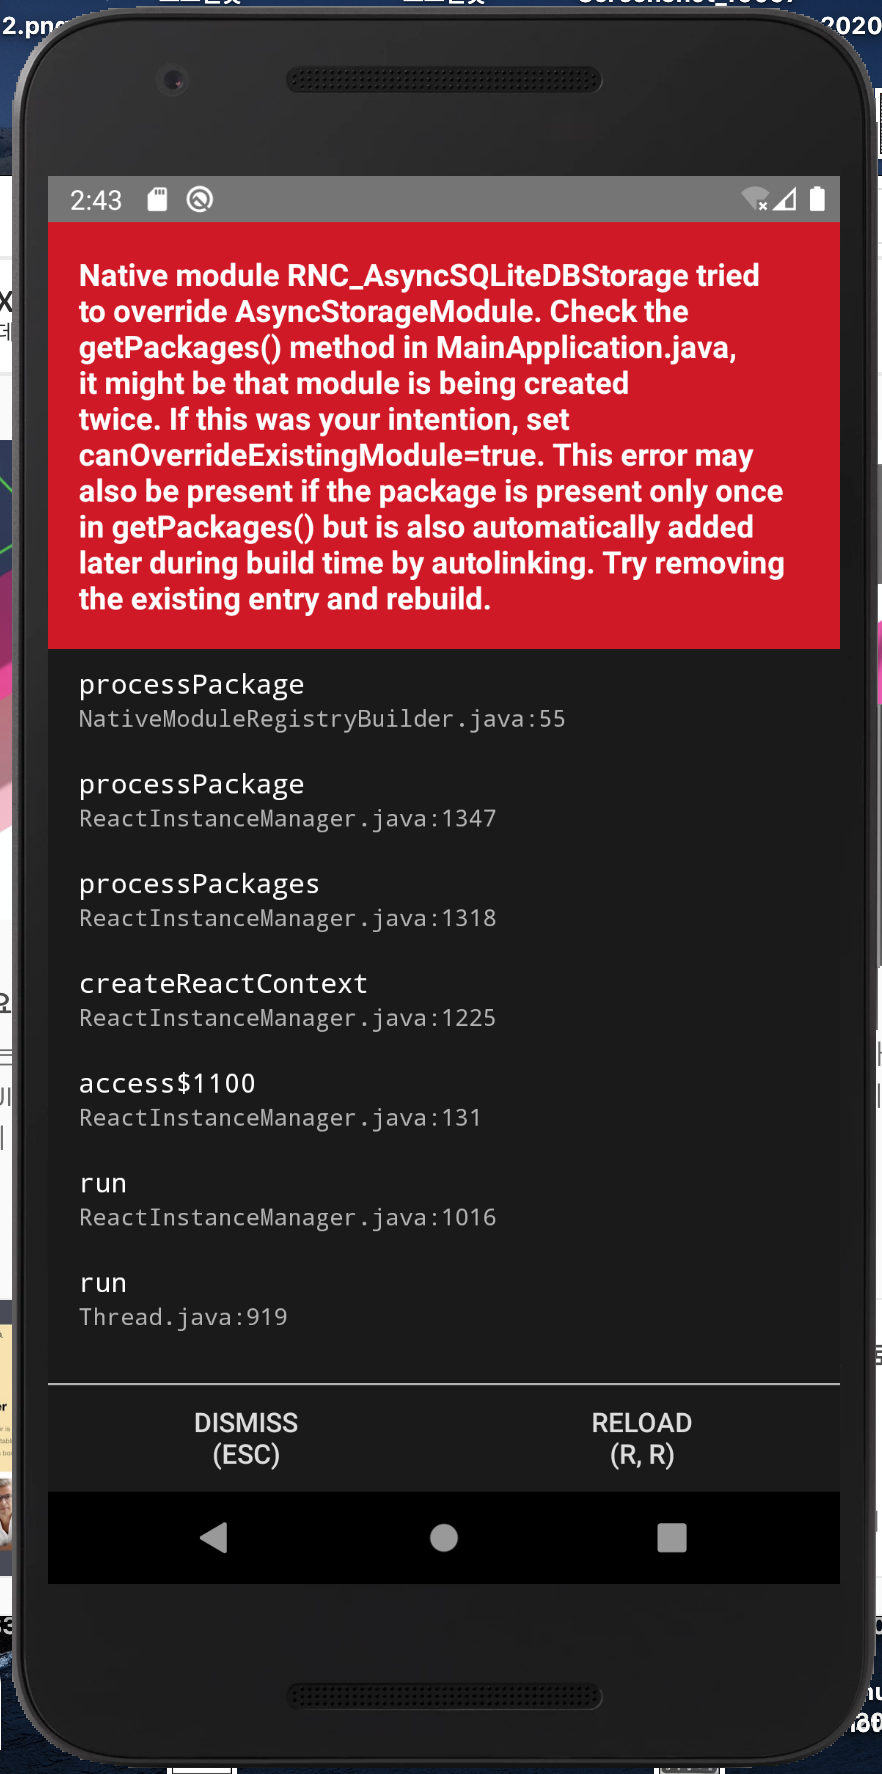 2.png
2020
2:43
Native module RNC_AsyncSQLiteDBStorage tried
to override AsyncStorageModule. Check the
getPackages() method in MainApplication.java,
it might be that module is being created
twice. If this was your intention, set
canOverrideExistingModule=true. This error may
also be present if the package is present only once
in getPackages() but is also automatically added
later during build time by autolinking. Try removing
the existing entry and rebuild.
processPackage
NativeModuleRegistryBuilder.java:55
processPackage
ReactInstanceManager.java:1347
processPackages
ReactInstanceManager.java:1318
createReactContext
ReactInstanceManager.java:1225
access$1100
ReactInstanceManager.java:131
run
ReactInstanceManager.java:1016
run
Thread.java:919
DISMISS
(ESC)
RELOAD
(R, R)